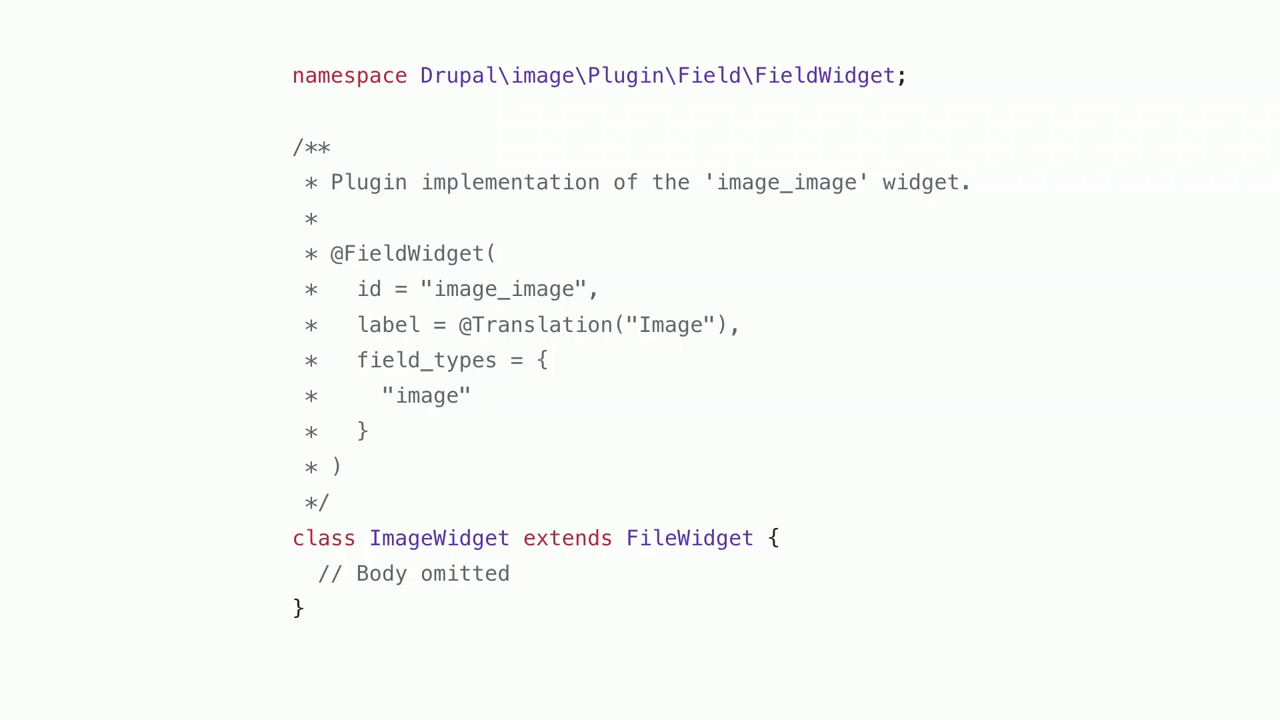 namespace Drupal\image\Plugin\Field\FieldWidget;

/**
 * Plugin implementation of the 'image_image' widget.
 *
 * @FieldWidget(
 *   id = "image_image",
 *   label = @Translation("Image"),
 *   field_types = {
 *     "image"
 *   }
 * )
 */
class ImageWidget extends FileWidget {
  // Body omitted
}